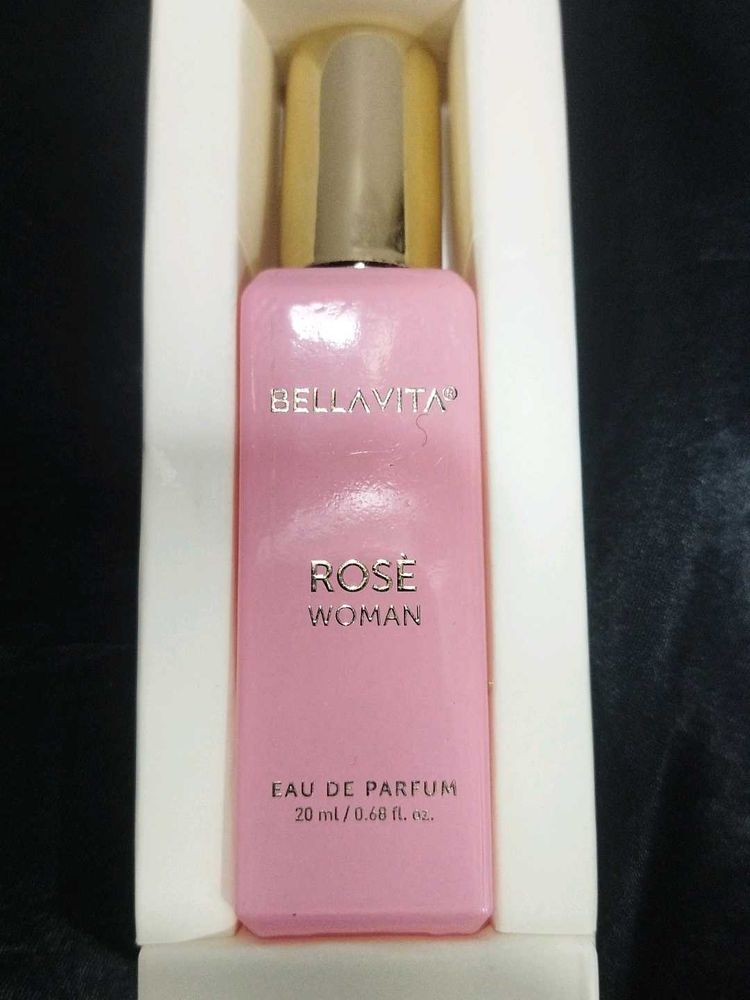 BELLAVITA®
ROSÈ
WOMAN
EAU DE PARFUM
20 ml / 0.68 fl. oz.